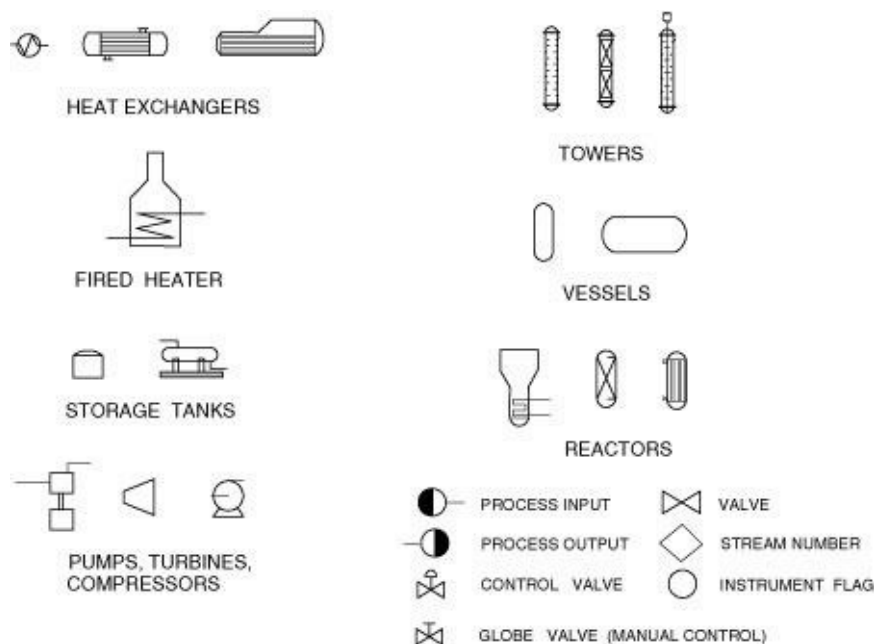 HEAT EXCHANGERS
TOWERS
FIRED HEATER
VESSELS
STORAGE TANKS
REACTORS
PUMPS, TURBINES,
COMPRESSORS
PROCESS INPUT
VALVE
PROCESS OUTPUT
STREAM NUMBER
CONTROL VALVE
INSTRUMENT FLAG
GLOBE VALVE (MANUAL CONTROL)